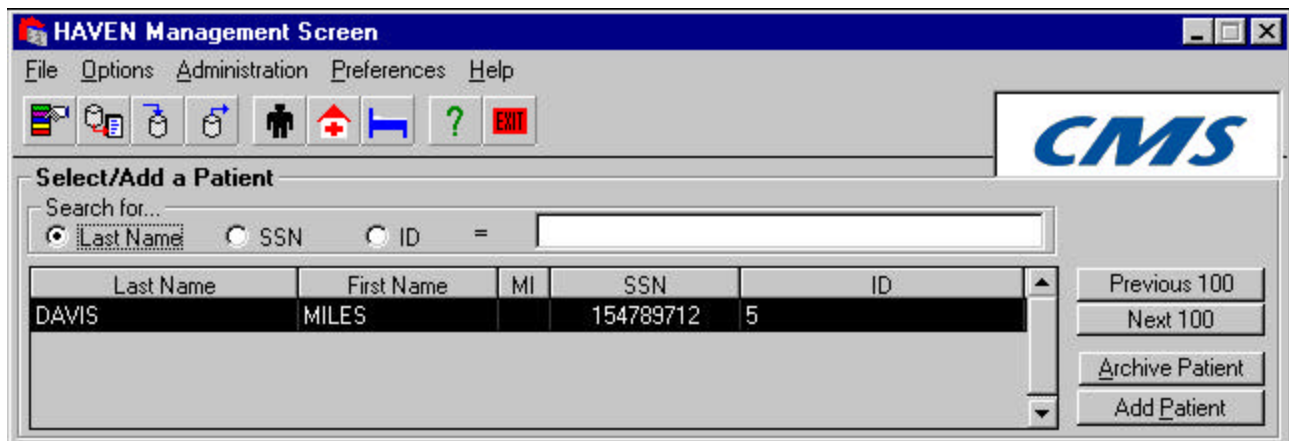 HAVEN Management Screen
File Options Administration Preferences Help
? EXIT
CMS
Select/Add a Patient
Search for...
Last Name SSN ID =
Last Name First Name MI SSN ID
DAVIS MILES 154789712 5
Previous 100
Next 100
Archive Patient
Add Patient